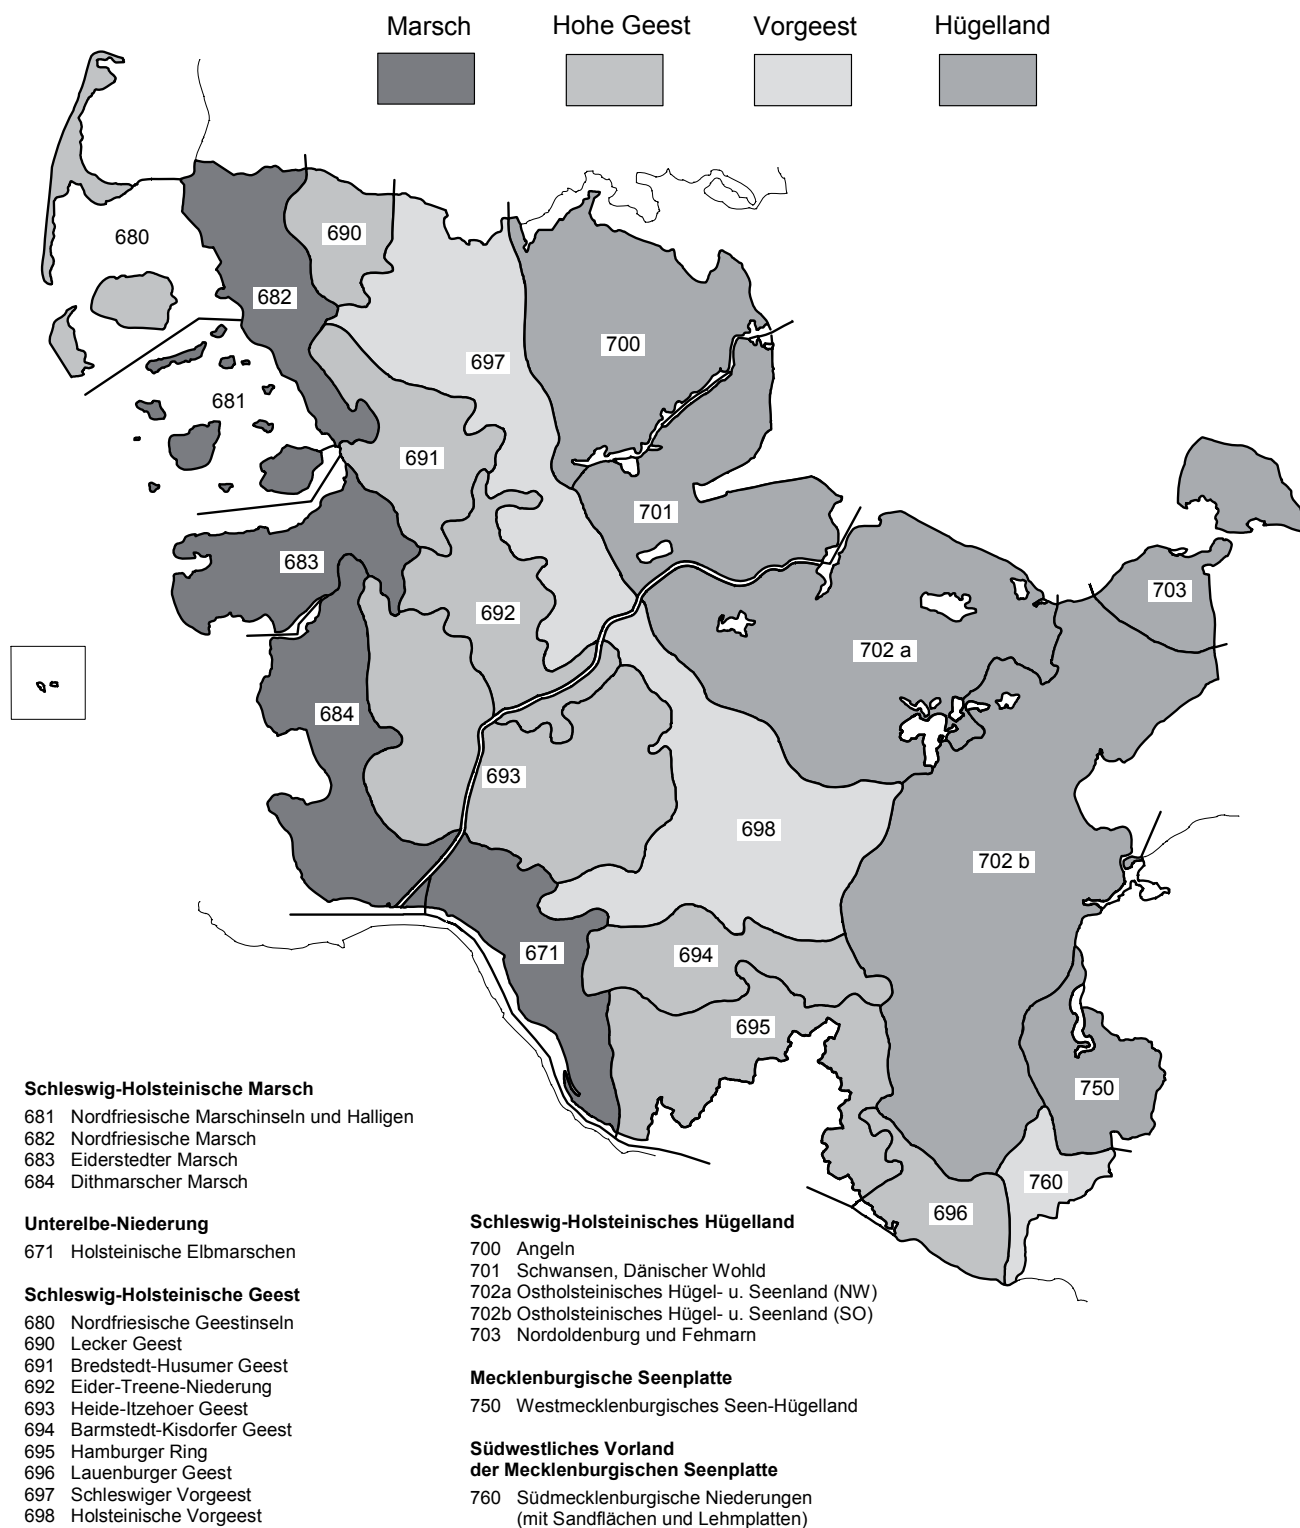 Marsch Hohe Geest Vorgeest Hügelland
680
690
682
700
697
681
691
701
683
703
692
702 a
684
693
698
702 b
671
694
695
750
760
696
Schleswig-Holsteinische Marsch
681 Nordfriesische Marschinseln und Halligen
682 Nordfriesische Marsch
683 Eiderstedter Marsch
684 Dithmarscher Marsch
Unterelbe-Niederung
671 Holsteinische Elbmarschen
Schleswig-Holsteinische Geest
680 Nordfriesische Geestinseln
690 Lecker Geest
691 Bredstedt-Husumer Geest
692 Eider-Treene-Niederung
693 Heide-Itzehoer Geest
694 Barmstedt-Kisdorfer Geest
695 Hamburger Ring
696 Lauenburger Geest
697 Schleswiger Vorgeest
698 Holsteinische Vorgeest
Schleswig-Holsteinisches Hügelland
700 Angeln
701 Schwansen, Dänischer Wohld
702a Ostholsteinisches Hügel- u. Seenland (NW)
702b Ostholsteinisches Hügel- u. Seenland (SO)
703 Nordoldenburg und Fehmarn
Mecklenburgische Seenplatte
750 Westmecklenburgisches Seen-Hügelland
Südwestliches Vorland
der Mecklenburgischen Seenplatte
760 Südmecklenburgische Niederungen
(mit Sandflächen und Lehmplatten)